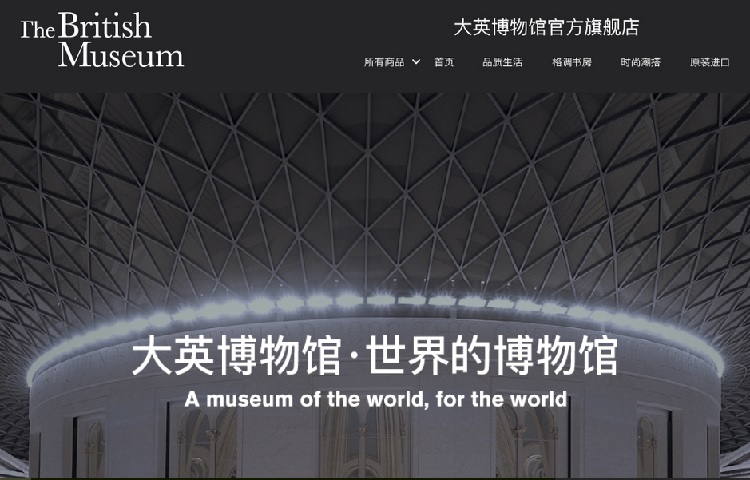 The British
Museum
大英博物馆官方旗舰店
所有商品 首页 品质生活 格调书房 时尚潮搭 原装进口
大英博物馆·世界的博物馆
A museum of the world, for the world